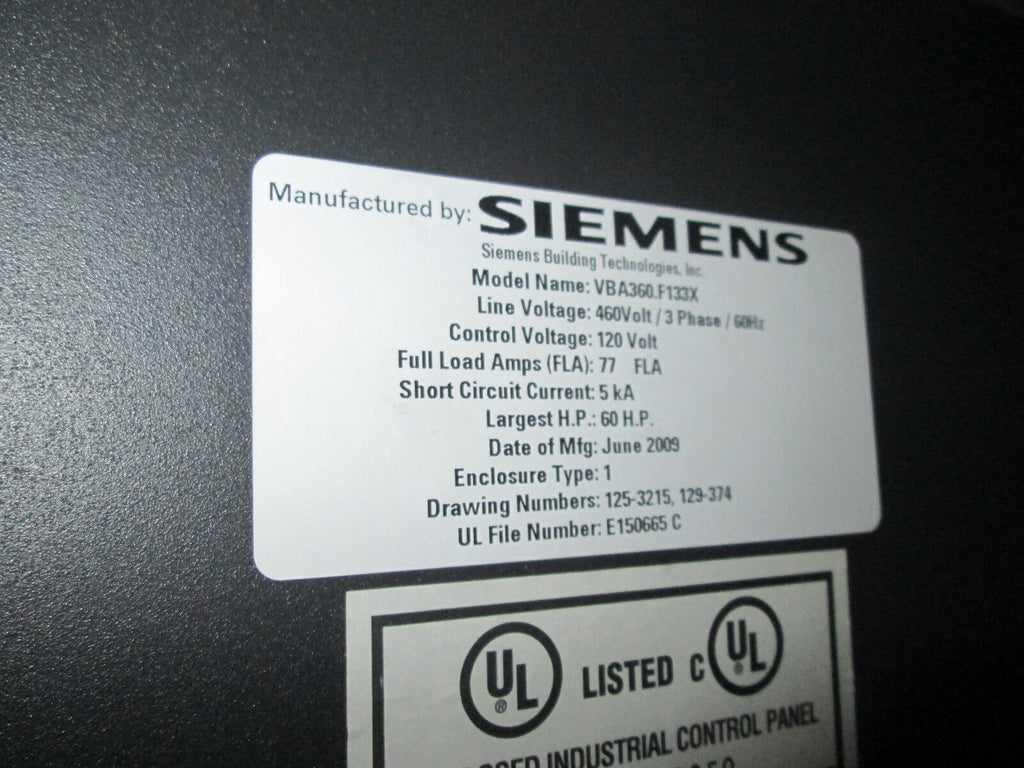 Manufactured by: SIEMENS
Siemens Building Technologies, Inc.
Model Name: VBA360.F133X
Line Voltage: 460Volt / 3 Phase / 60Hz
Control Voltage: 120 Volt
Full Load Amps (FLA): 77 FLA
Short Circuit Current: 5 kA
Largest H.P.: 60 H.P.
Date of Mfg: June 2009
Enclosure Type: 1
Drawing Numbers: 125-3215, 129-374
UL File Number: E150665 C
UL ® LISTED C UL ®
INDUSTRIAL CONTROL PANEL